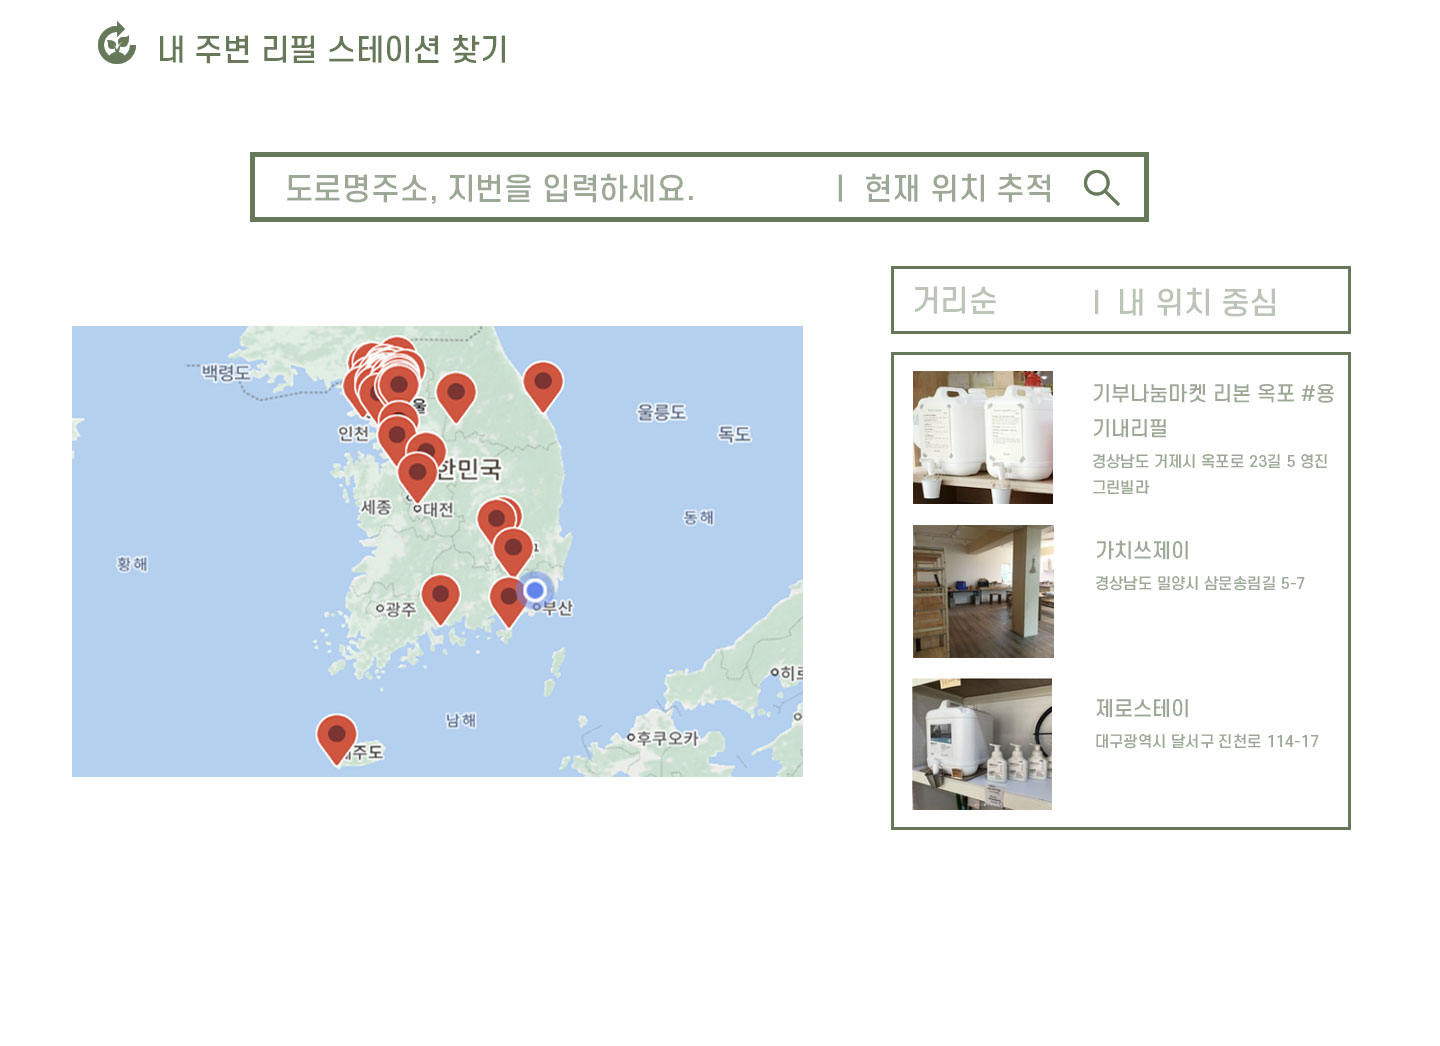 내 주변 리필 스테이션 찾기
도로명주소, 지번을 입력하세요. | 현재 위치 추적
거리순 | 내 위치 중심
백령도
울릉도
독도
인천
한민국
세종
대전
동해
황해
광주
부산
남해
주도
후쿠오카
히로
기부나눔마켓 리본 옥포 #용
기내리필
경상남도 거제시 옥포로 23길 5 영진
그린빌라
가치쓰제이
경상남도 밀양시 삼문송림길 5-7
제로스테이
대구광역시 달서구 진천로 114-17